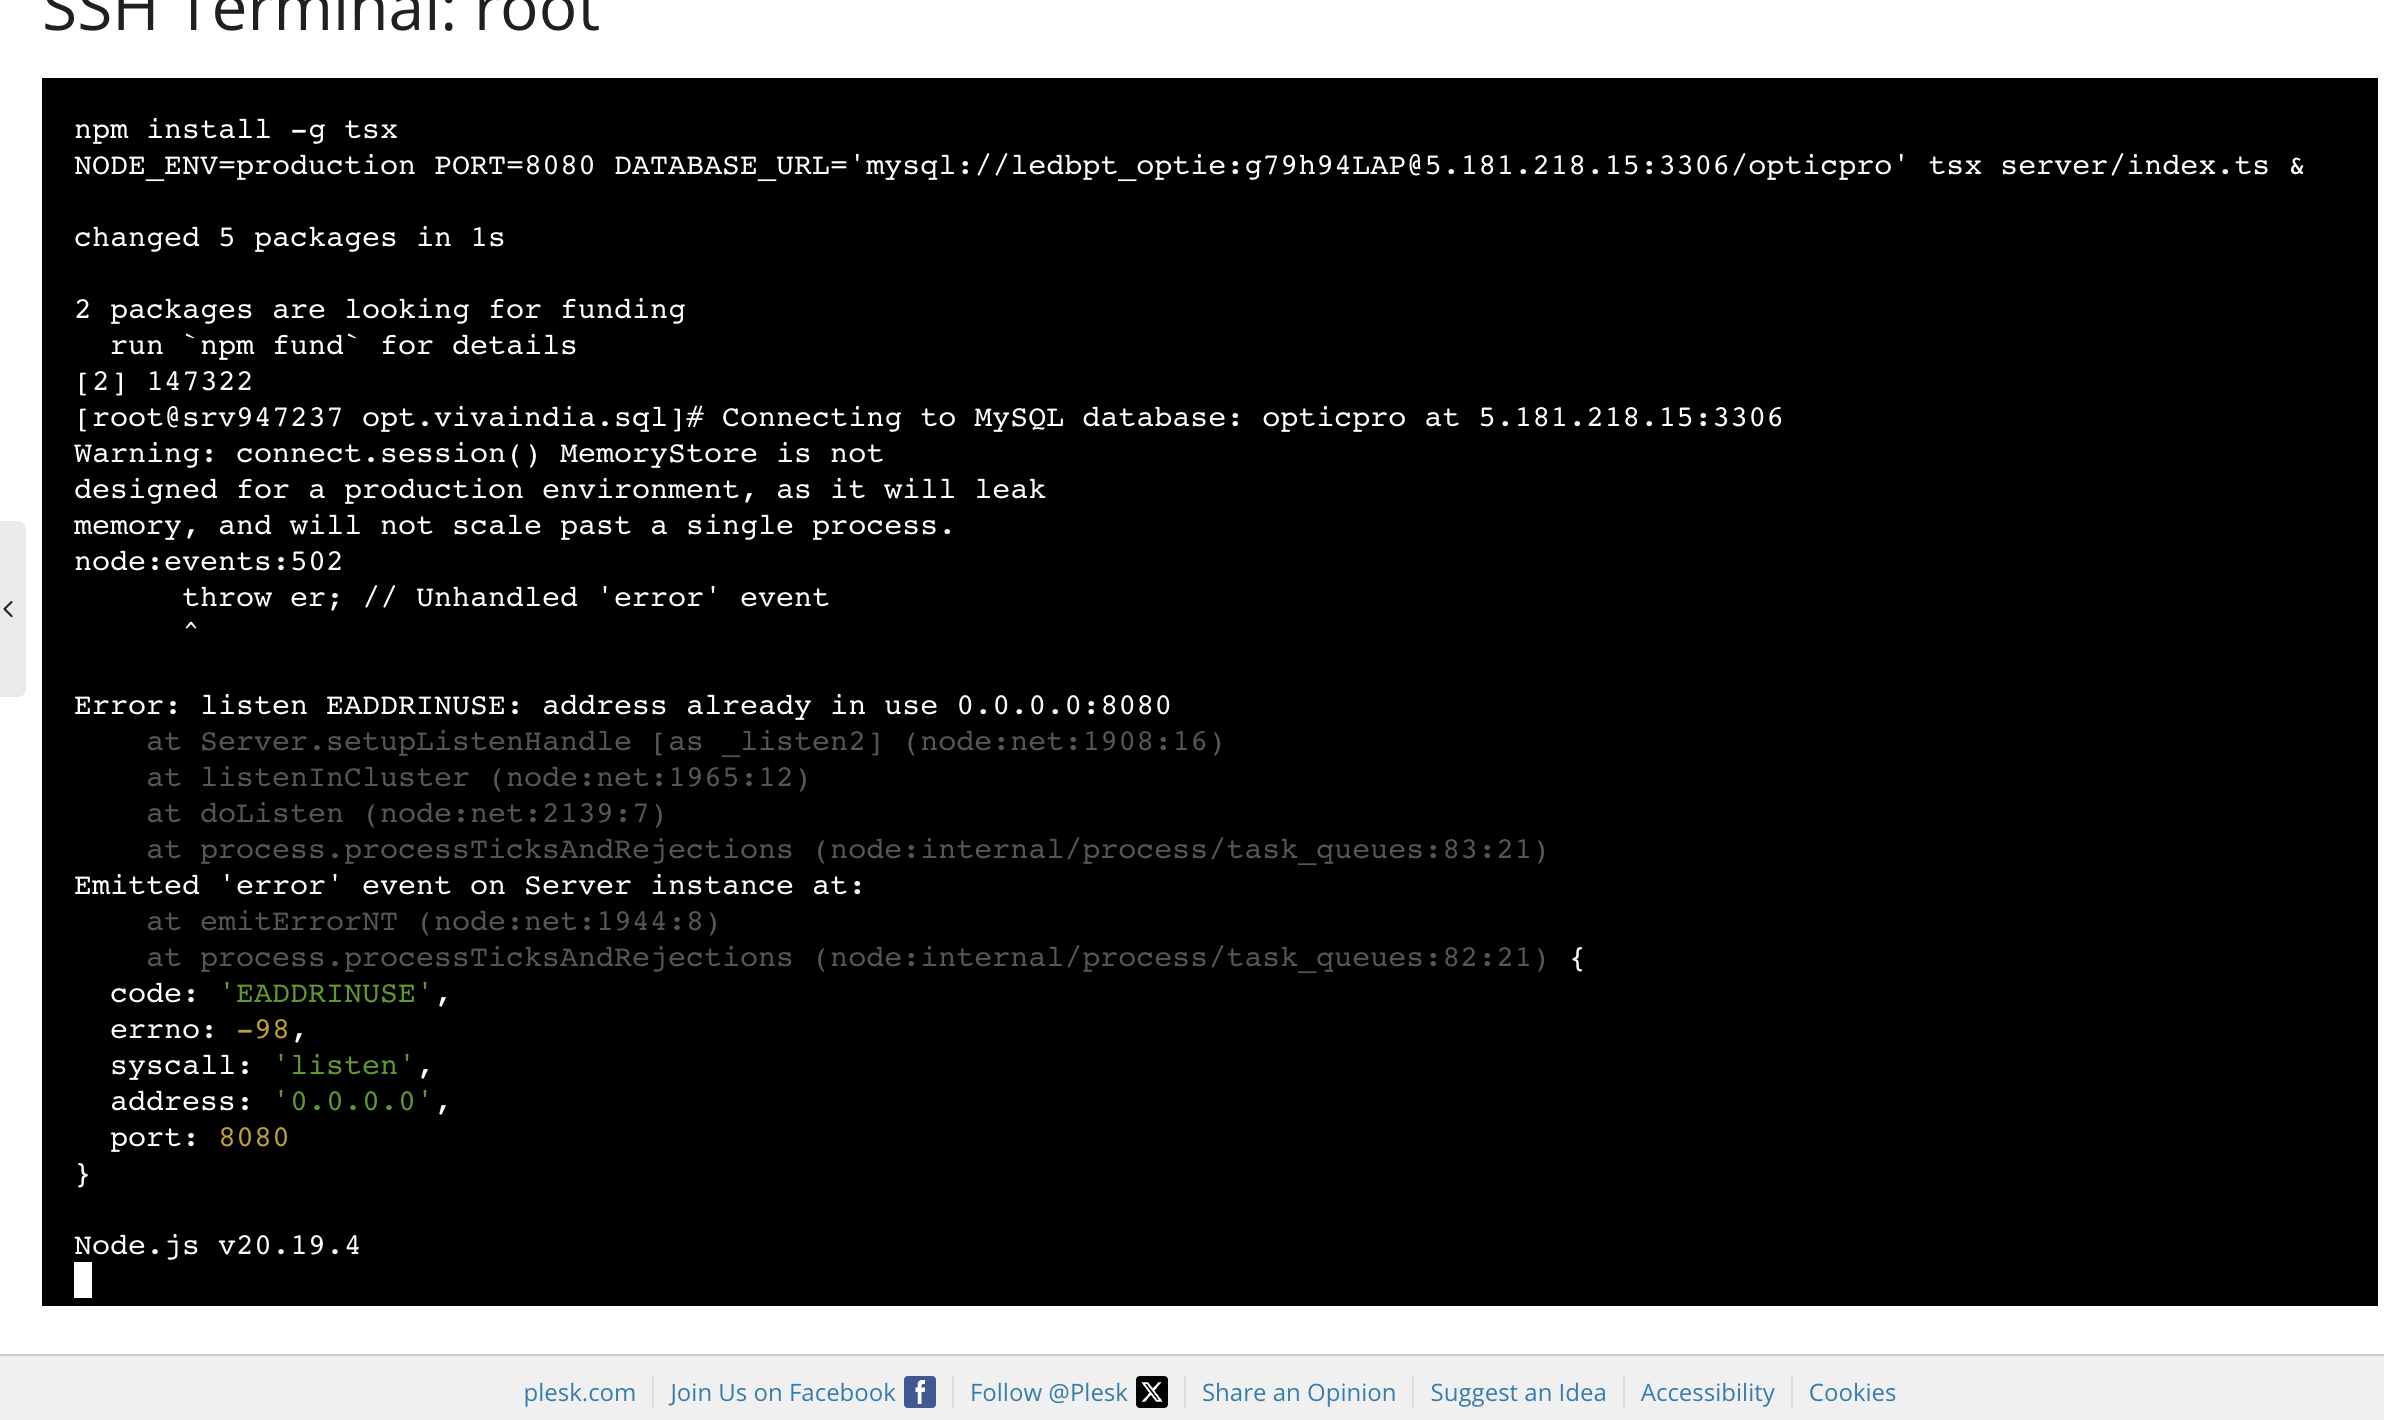 SSH Terminal: root
npm install -g tsx
NODE_ENV=production PORT=8080 DATABASE_URL='mysql://ledbpt_optie:g79h94LAP@5.181.218.15:3306/opticpro' tsx server/index.ts &
changed 5 packages in 1s
2 packages are looking for funding
  run `npm fund` for details
[2] 147322
[root@srv947237 opt.vivaindia.sql]# Connecting to MySQL database: opticpro at 5.181.218.15:3306
Warning: connect.session() MemoryStore is not
designed for a production environment, as it will leak
memory, and will not scale past a single process.
node:events:502
      throw er; // Unhandled 'error' event
      ^
Error: listen EADDRINUSE: address already in use 0.0.0.0:8080
    at Server.setupListenHandle [as _listen2] (node:net:1908:16)
    at listenInCluster (node:net:1965:12)
    at doListen (node:net:2139:7)
    at process.processTicksAndRejections (node:internal/process/task_queues:83:21)
Emitted 'error' event on Server instance at:
    at emitErrorNT (node:net:1944:8)
    at process.processTicksAndRejections (node:internal/process/task_queues:82:21) {
  code: 'EADDRINUSE',
  errno: -98,
  syscall: 'listen',
  address: '0.0.0.0',
  port: 8080
}
Node.js v20.19.4
plesk.com Join Us on Facebook Follow @Plesk Share an Opinion Suggest an Idea Accessibility Cookies